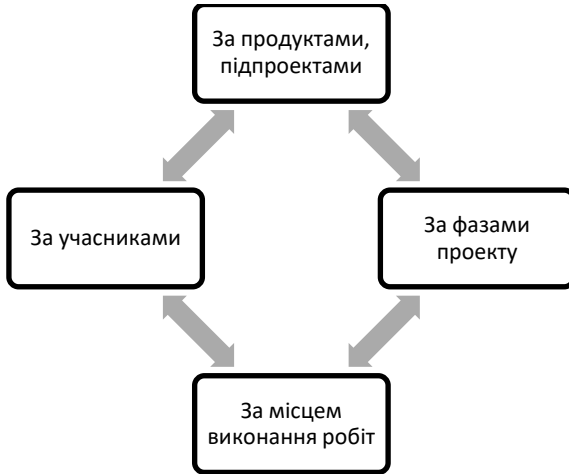 За продуктами,
підпроектами
За учасниками
За фазами
проекту
За місцем
виконання робіт